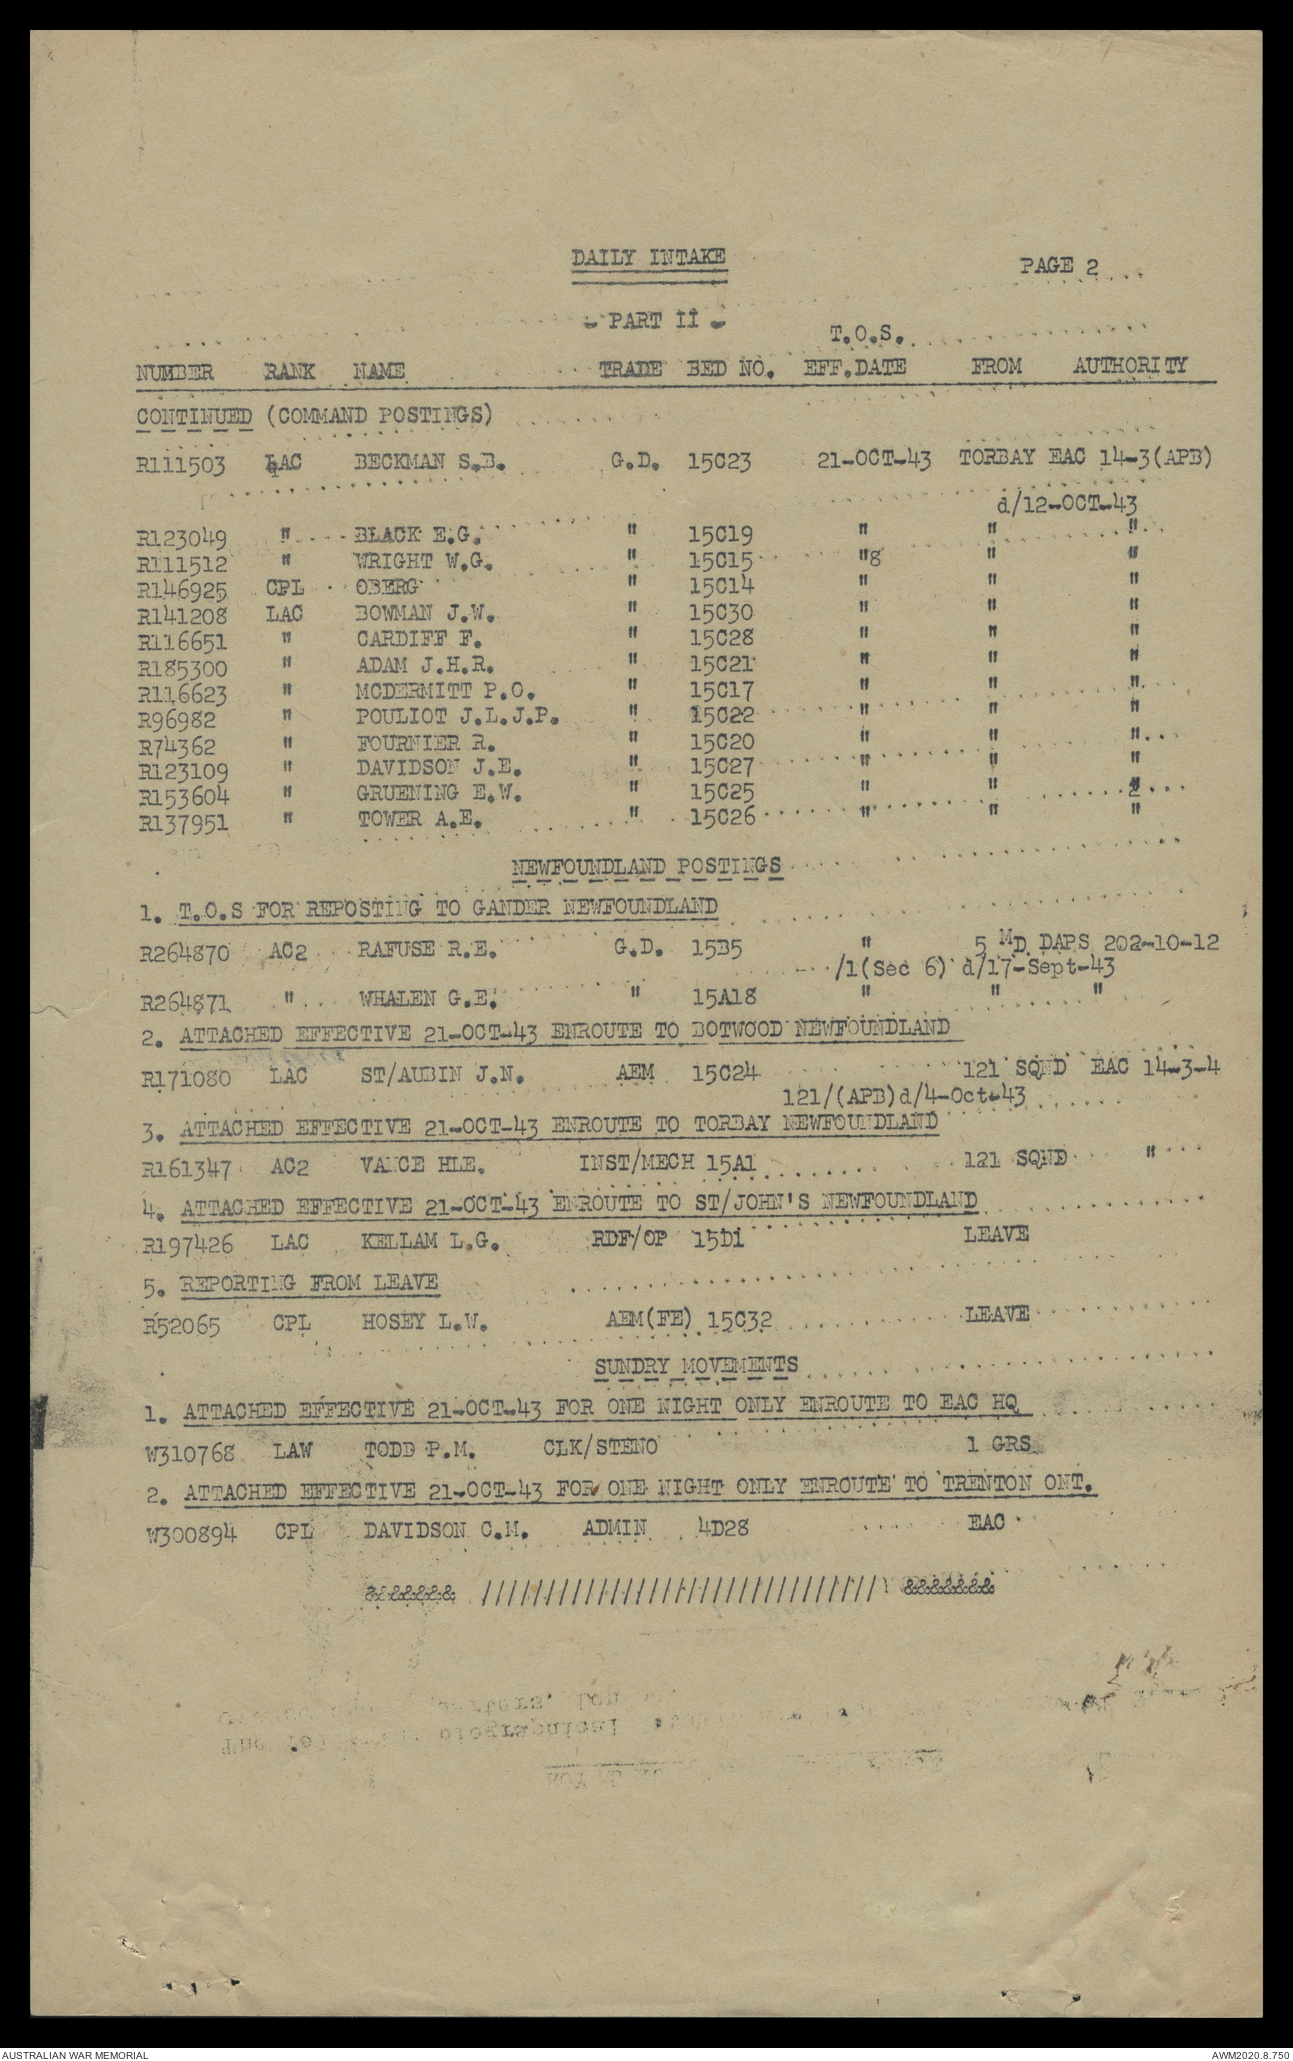 DAILY INTAKE
PAGE 2
- PART II -
T.O.S.
NUMBER RANK NAME TRADE BED NO. EFF.DATE FROM AUTHORITY
CONTINUED (COMMAND POSTINGS)
R111503 LAC BECKMAN S.B. G.D. 15C23 21-OCT-43 TORBAY EAC 14-3(APB)
d/12-OCT-43
R123049 " BLACK E.G. " 15C19 " " "
R111512 " WRIGHT W.G. " 15C15 "8 " "
R146925 CPL OBERG " 15C14 " " "
R141208 LAC BOWMAN J.W. " 15C30 " " "
R116651 " CARDIFF F. " 15C28 " " "
R185300 " ADAM J.H.R. " 15C21 " " "
R116623 " MCDERMITT P.O. " 15C17 " " "
R96982 " POULIOT J.L.J.P. " 15C22 " " "
R74362 " FOURNIER R. " 15C20 " " "
R123109 " DAVIDSON J.E. " 15C27 " " "
R153604 " GRUENING E.W. " 15C25 " " "
R137951 " TOWER A.E. " 15C26 " " "
NEWFOUNDLAND POSTINGS
1. T.O.S FOR REPOSTING TO GANDER NEWFOUNDLAND
R264870 AC2 RAFUSE R.E. G.D. 15B5 " 5 MD DAPS 202-10-12
/1(Sec 6) d/17-Sept-43
R264871 " WHALEN G.E. " 15A18 " " "
2. ATTACHED EFFECTIVE 21-OCT-43 ENROUTE TO BOTWOOD NEWFOUNDLAND
R171080 LAC ST/AUBIN J.N. AEM 15C24 121 SQND EAC 14-3-4
121/(APB)d/4-Oct-43
3. ATTACHED EFFECTIVE 21-OCT-43 ENROUTE TO TORBAY NEWFOUNDLAND
R161347 AC2 VANCE HLE. INST/MECH 15A1 121 SQND "
4. ATTACHED EFFECTIVE 21-OCT-43 ENROUTE TO ST/JOHN'S NEWFOUNDLAND
R197426 LAC KELLAM L.G. RDF/OP 15D1 LEAVE
5. REPORTING FROM LEAVE
R52065 CPL HOSEY L.W. AEM(FE) 15C32 LEAVE
SUNDRY MOVEMENTS
1. ATTACHED EFFECTIVE 21-OCT-43 FOR ONE NIGHT ONLY ENROUTE TO EAC HQ
W310768 LAW TODD P.M. CLK/STENO 1 GRS
2. ATTACHED EFFECTIVE 21-OCT-43 FOR ONE NIGHT ONLY ENROUTE TO TRENTON ONT.
W300894 CPL DAVIDSON C.M. ADMIN 4D28 EAC
&&&&&&& /////////////////////////////// &&&&&&&
AUSTRALIAN WAR MEMORIAL
AWM2020.8.750